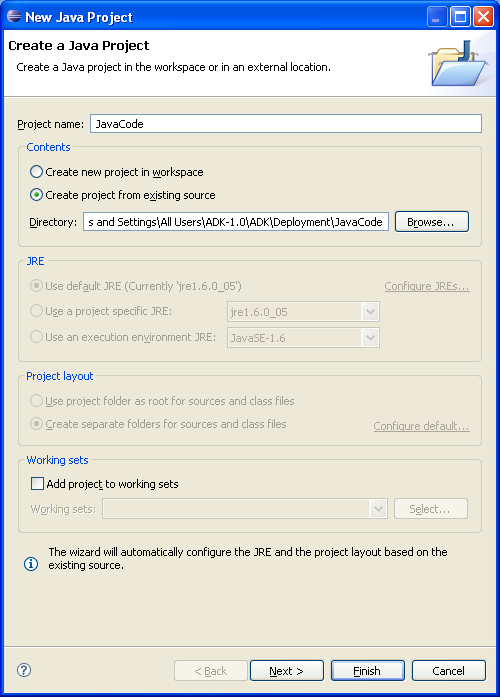 New Java Project
Create a Java Project
Create a Java project in the workspace or in an external location.
Project name: JavaCode
Contents
Create new project in workspace
Create project from existing source
Directory: s and Settings\All Users\ADK-1.0\ADK\Deployment\JavaCode Browse...
JRE
Use default JRE (Currently 'jre1.6.0_05') Configure JREs...
Use a project specific JRE: jre1.6.0_05
Use an execution environment JRE: JavaSE-1.6
Project layout
Use project folder as root for sources and class files
Create separate folders for sources and class files Configure default...
Working sets
Add project to working sets
Working sets: Select...
The wizard will automatically configure the JRE and the project layout based on the
existing source.
? < Back Next > Finish Cancel